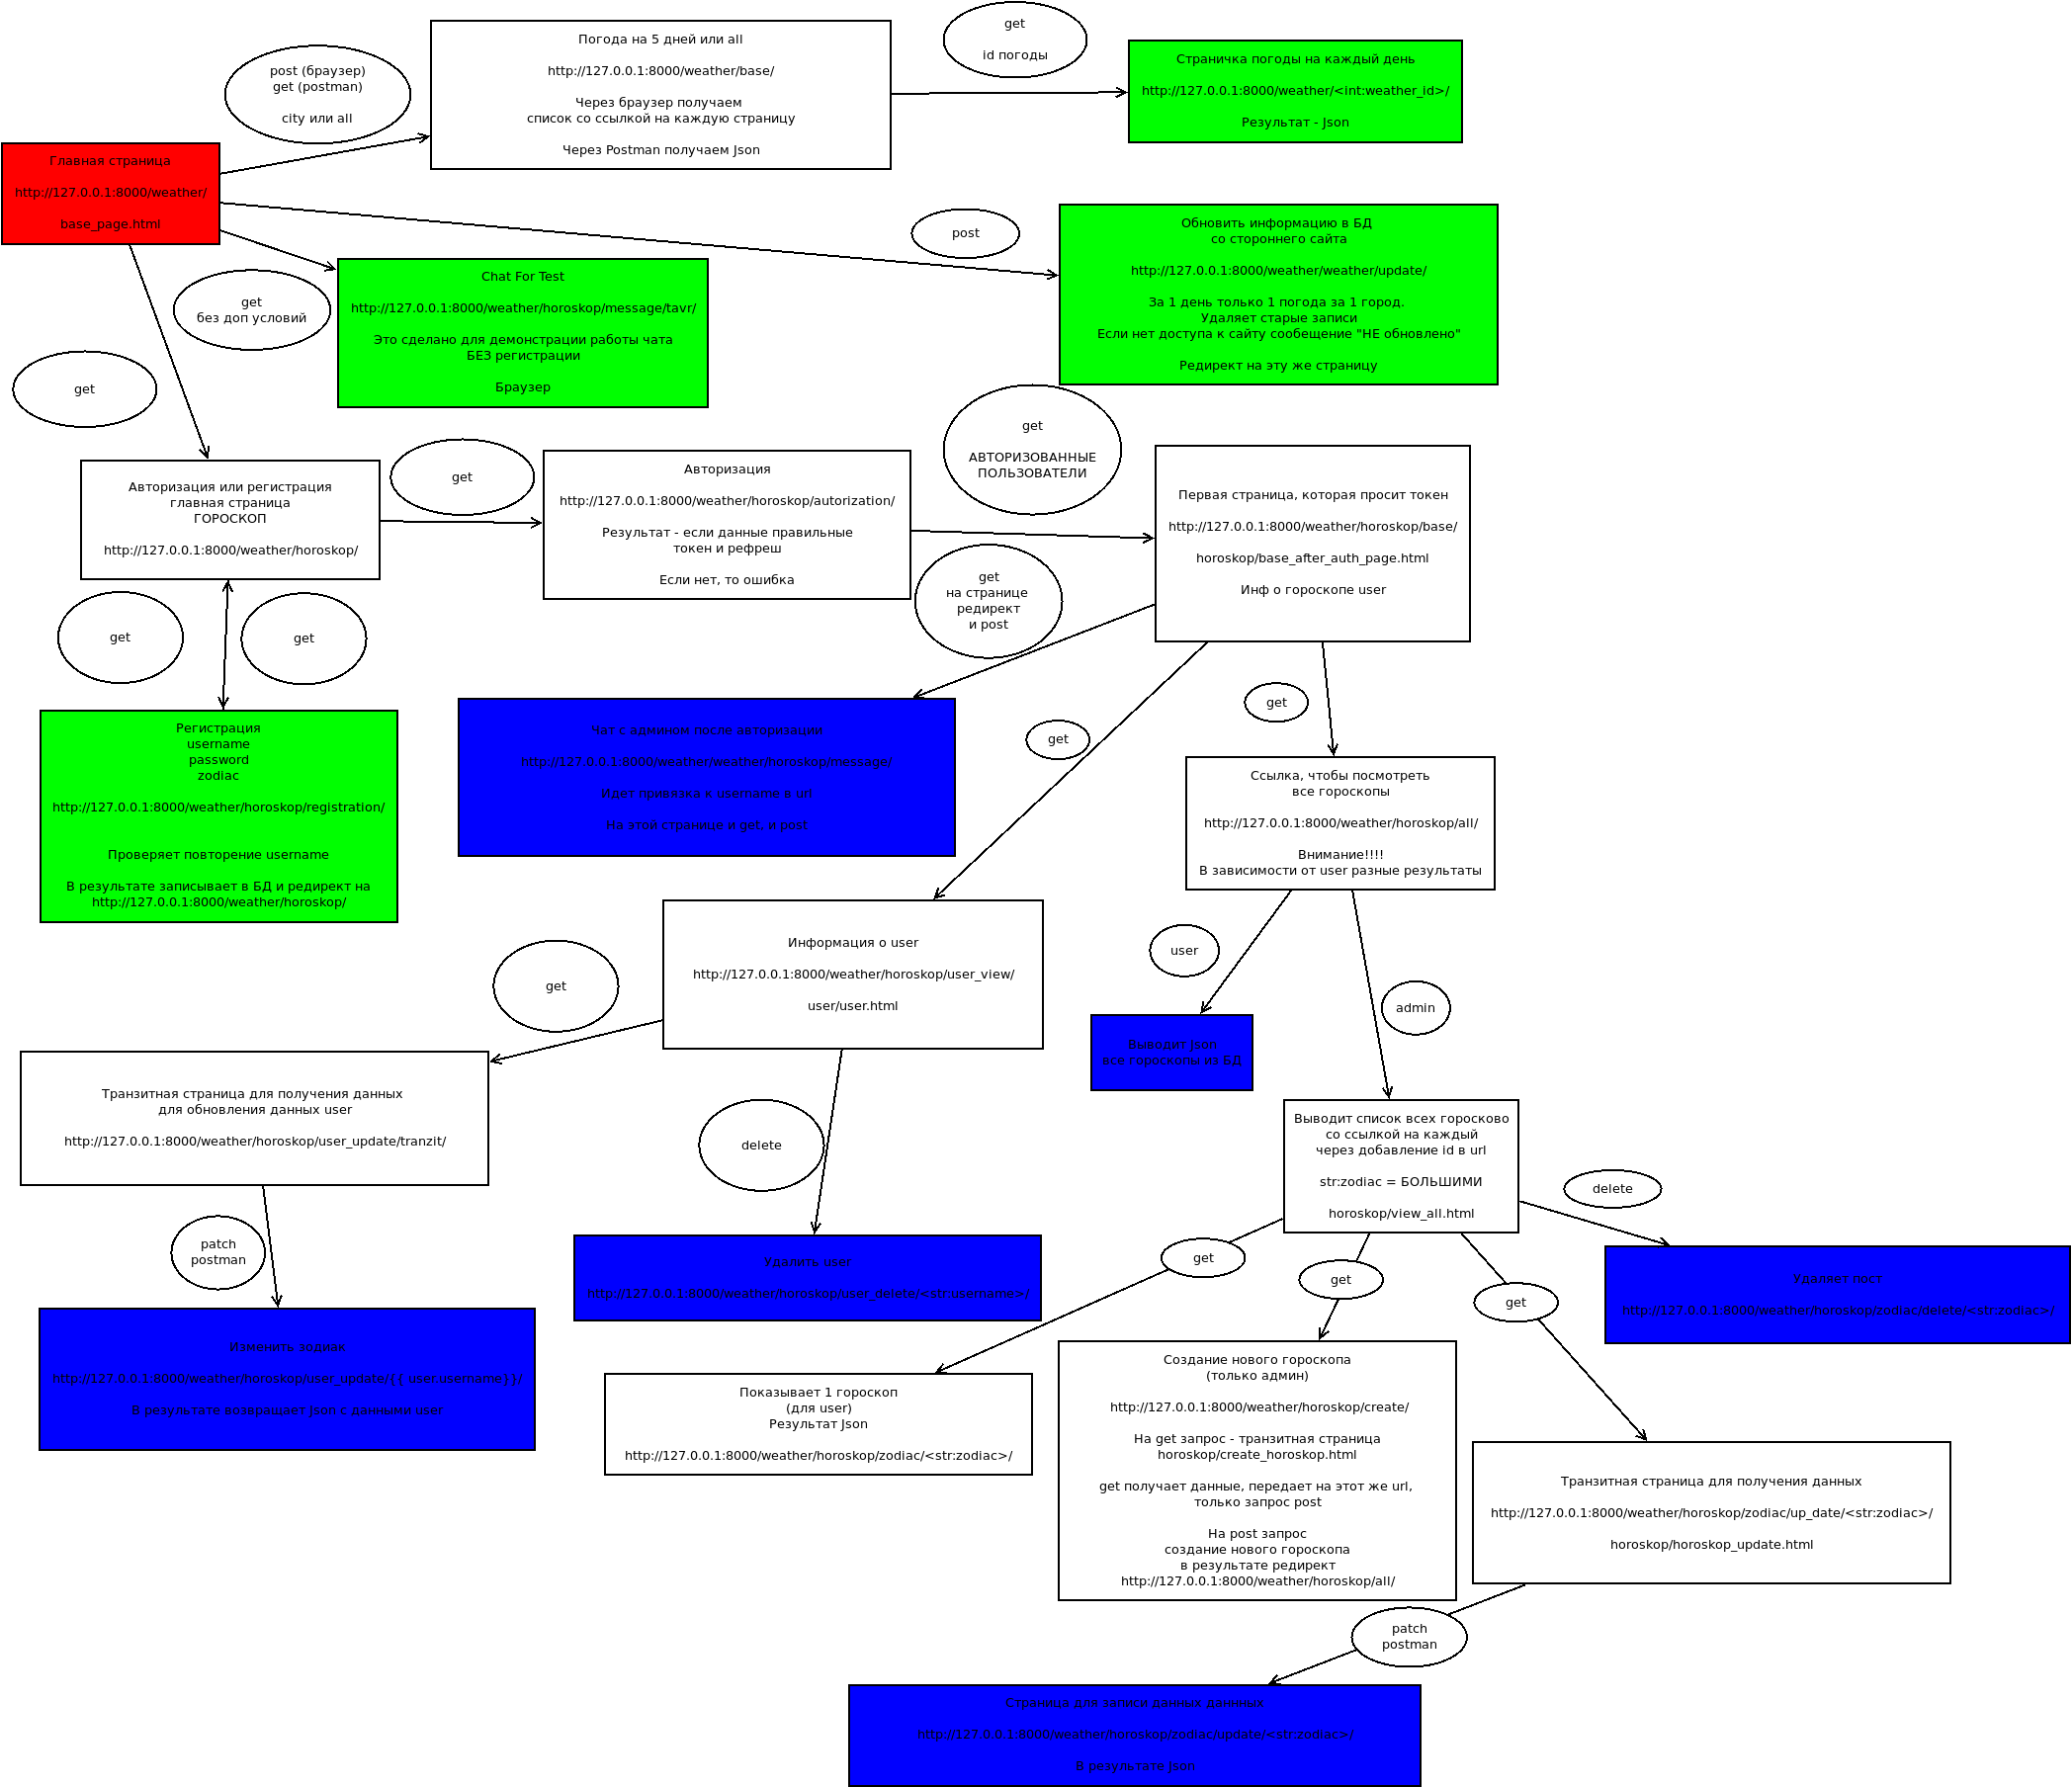 get
id погоды
Погода на 5 дней или all
http://127.0.0.1:8000/weather/base/
Через браузер получаем
список со ссылкой на каждую страницу
Через Postman получаем Json
post (браузер)
get (postman)
city или all
Страничка погоды на каждый день
http://127.0.0.1:8000/weather/<int:weather_id>/
Результат - Json
Главная страница
http://127.0.0.1:8000/weather/
base_page.html
post
Обновить информацию в БД
со стороннего сайта
http://127.0.0.1:8000/weather/weather/update/
За 1 день только 1 погода за 1 город.
Удаляет старые записи
Если нет доступа к сайту сообщение "НЕ обновлено"
Редирект на эту же страницу
get
без доп условий
Chat For Test
http://127.0.0.1:8000/weather/horoskop/message/tavr/
Это сделано для демонстрации работы чата
БЕЗ регистрации
Браузер
get
Авторизация или регистрация
главная страница
ГОРОСКОП
http://127.0.0.1:8000/weather/horoskop/
get
Авторизация
http://127.0.0.1:8000/weather/horoskop/autorization/
Результат - если данные правильные
токен и рефреш
Если нет, то ошибка
get
АВТОРИЗОВАННЫЕ
ПОЛЬЗОВАТЕЛИ
Первая страница, которая просит токен
http://127.0.0.1:8000/weather/horoskop/base/
horoskop/base_after_auth_page.html
Инф о гороскопе user
get
на странице
редирект
и post
get
get
Регистрация
username
password
zodiac
http://127.0.0.1:8000/weather/horoskop/registration/
Проверяет повторение username
В результате записывает в БД и редирект на
http://127.0.0.1:8000/weather/horoskop/
Чат с админом после авторизации
http://127.0.0.1:8000/weather/weather/horoskop/message/
Идет привязка к username в url
На этой странице и get, и post
get
get
Ссылка, чтобы посмотреть
все гороскопы
http://127.0.0.1:8000/weather/horoskop/all/
Внимание!!!!
В зависимости от user разные результаты
Информация о user
http://127.0.0.1:8000/weather/horoskop/user_view/
user/user.html
get
user
admin
Выводит Json
все гороскопы из БД
Транзитная страница для получения данных
для обновления данных user
http://127.0.0.1:8000/weather/horoskop/user_update/tranzit/
delete
Выводит список всех горосково
со ссылкой на каждый
через добавление id в url
str:zodiac = БОЛЬШИМИ
horoskop/view_all.html
delete
patch
postman
Удалить user
http://127.0.0.1:8000/weather/horoskop/user_delete/<str:username>/
get
get
get
Удаляет пост
http://127.0.0.1:8000/weather/horoskop/zodiac/delete/<str:zodiac>/
Изменить зодиак
http://127.0.0.1:8000/weather/horoskop/user_update/{{ user.username}}/
В результате возвращает Json с данными user
Показывает 1 гороскоп
(для user)
Результат Json
http://127.0.0.1:8000/weather/horoskop/zodiac/<str:zodiac>/
Создание нового гороскопа
(только админ)
http://127.0.0.1:8000/weather/horoskop/create/
На get запрос - транзитная страница
horoskop/create_horoskop.html
get получает данные, передает на этот же url,
только запрос post
На post запрос
создание нового гороскопа
в результате редирект
http://127.0.0.1:8000/weather/horoskop/all/
Транзитная страница для получения данных
http://127.0.0.1:8000/weather/horoskop/zodiac/up_date/<str:zodiac>/
horoskop/horoskop_update.html
patch
postman
Страница для записи данных даннных
http://127.0.0.1:8000/weather/horoskop/zodiac/update/<str:zodiac>/
В результате Json